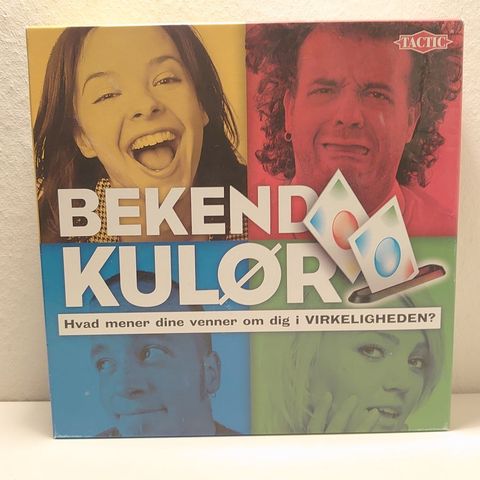 TACTIC
BEKEND
KULØR
Hvad mener dine venner om dig i VIRKELIGHEDEN?